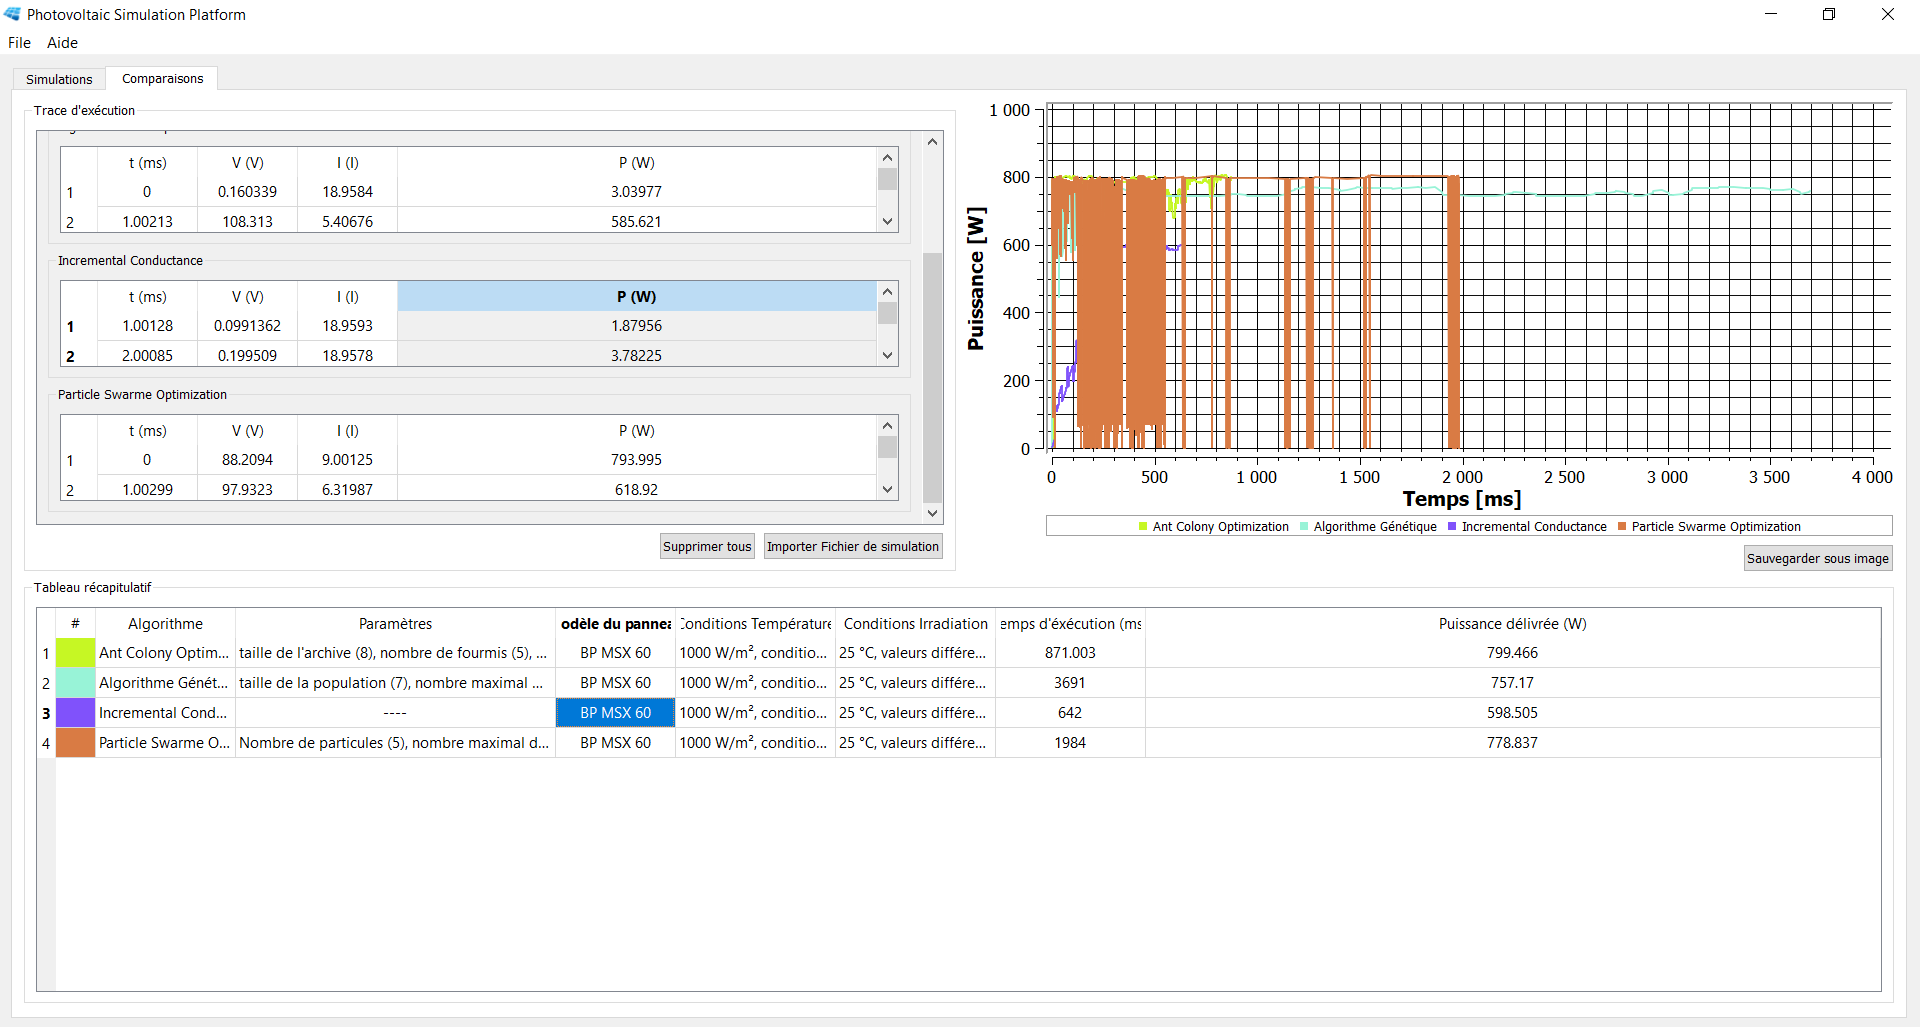 Photovoltaic Simulation Platform
File Aide
Simulations Comparaisons
Trace d'exécution
t (ms) V (V) I (I) P (W)
1 0 0.160339 18.9584 3.03977
2 1.00213 108.313 5.40676 585.621
Incremental Conductance
t (ms) V (V) I (I) P (W)
1 1.00128 0.0991362 18.9593 1.87956
2 2.00085 0.199509 18.9578 3.78225
Particle Swarme Optimization
t (ms) V (V) I (I) P (W)
1 0 88.2094 9.00125 793.995
2 1.00299 97.9323 6.31987 618.92
Supprimer tous Importer Fichier de simulation
Puissance [W]
1 000
800
600
400
200
0
0 500 1 000 1 500 2 000 2 500 3 000 3 500 4 000
Temps [ms]
Ant Colony Optimization Algorithme Génétique Incremental Conductance Particle Swarme Optimization
Sauvegarder sous image
Tableau récapitulatif
# Algorithme Paramètres odèle du pannea Conditions Température Conditions Irradiation emps d'éxécution (ms Puissance délivrée (W)
1 Ant Colony Optim... taille de l'archive (8), nombre de fourmis (5), ... BP MSX 60 1000 W/m², conditio... 25 °C, valeurs différe... 871.003 799.466
2 Algorithme Génét... taille de la population (7), nombre maximal ... BP MSX 60 1000 W/m², conditio... 25 °C, valeurs différe... 3691 757.17
3 Incremental Cond... ---- BP MSX 60 1000 W/m², conditio... 25 °C, valeurs différe... 642 598.505
4 Particle Swarme O... Nombre de particules (5), nombre maximal d... BP MSX 60 1000 W/m², conditio... 25 °C, valeurs différe... 1984 778.837